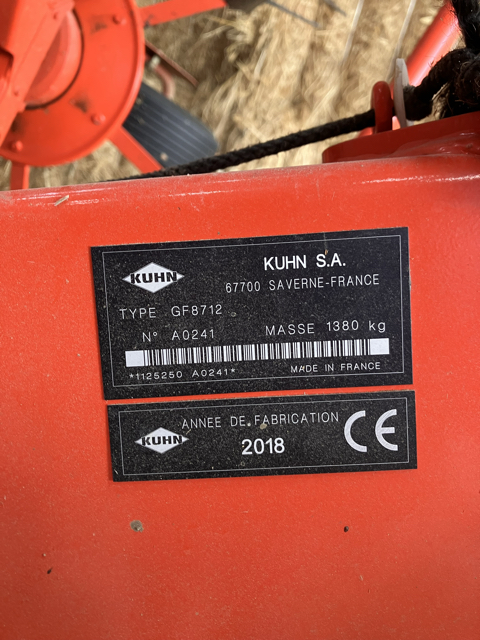 KUHN
KUHN S.A.
67700 SAVERNE-FRANCE
TYPE GF8712
N° A0241 MASSE 1380 kg
*1125250 A0241* MADE IN FRANCE
KUHN
ANNEE DE FABRICATION
2018
CE